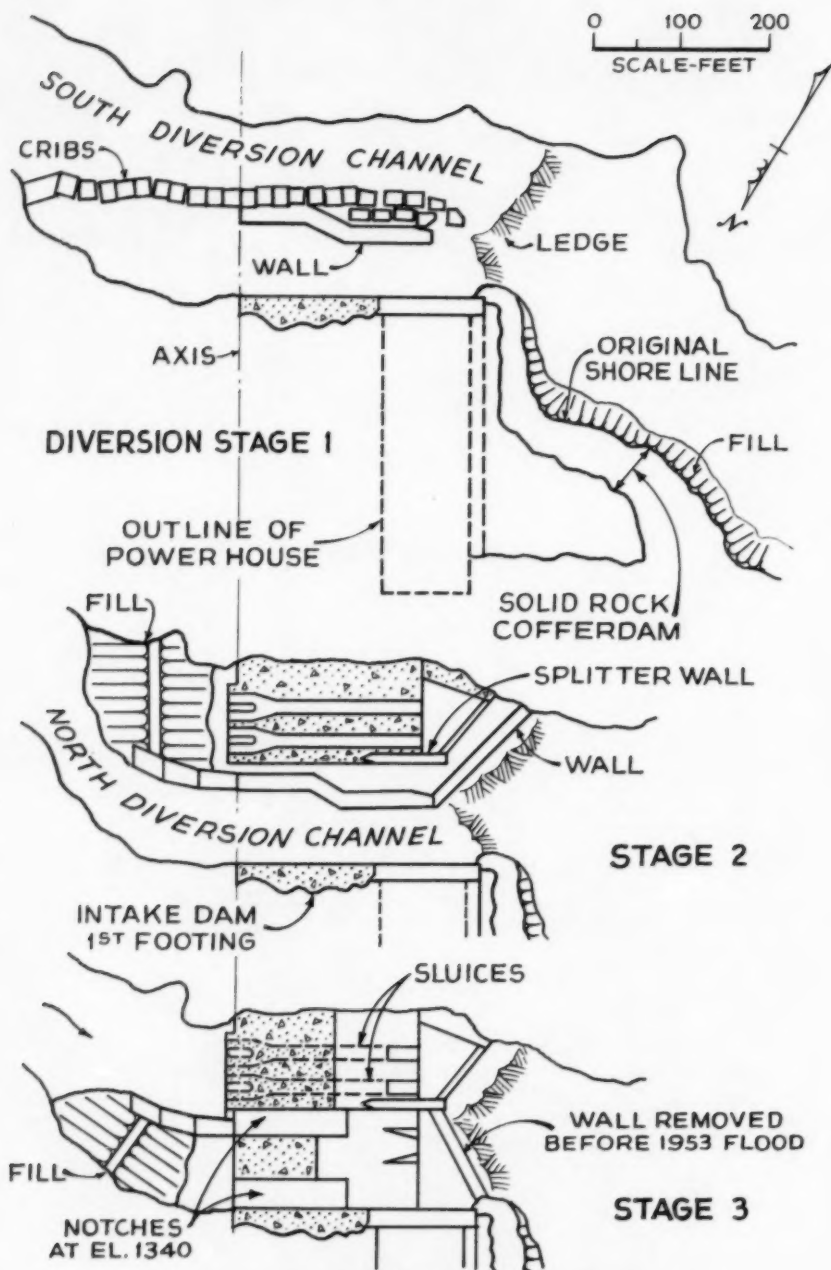 0 100 200
SCALE-FEET
N
SOUTH DIVERSION CHANNEL
CRIBS
WALL
LEDGE
AXIS
ORIGINAL
SHORE LINE
DIVERSION STAGE 1
FILL
OUTLINE OF
POWER HOUSE
SOLID ROCK
COFFERDAM
FILL
SPLITTER WALL
WALL
NORTH DIVERSION CHANNEL
STAGE 2
INTAKE DAM
1ST FOOTING
SLUICES
WALL REMOVED
BEFORE 1953 FLOOD
FILL
NOTCHES
AT EL. 1340
STAGE 3